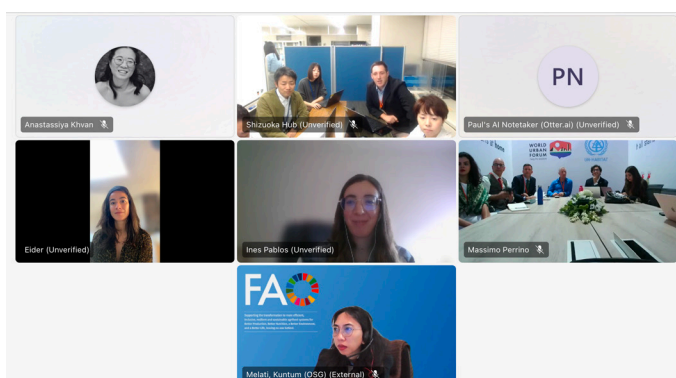 Anastassiya Khvan
Shizuoka Hub (Unverified)
PN
Paul's AI Notetaker (Otter.ai) (Unverified)
Eider (Unverified)
Ines Pablos (Unverified)
WORLD
URBAN
FORUM
Massimo Perrino
FAO
Melati, Kuntum (OSG) (External)